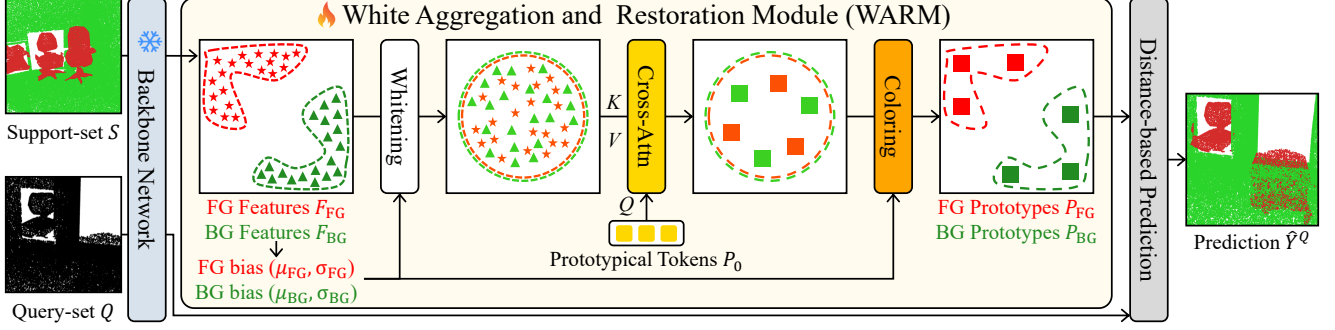 White Aggregation and Restoration Module (WARM)
Support-set S
Query-set Q
Backbone Network
FG Features F_FG
BG Features F_BG
FG bias (μ_FG, σ_FG)
BG bias (μ_BG, σ_BG)
Whitening
K
V
Cross-Attn
Q
Prototypical Tokens P_0
Coloring
FG Prototypes P_FG
BG Prototypes P_BG
Distance-based Prediction
Prediction Ŷ^Q